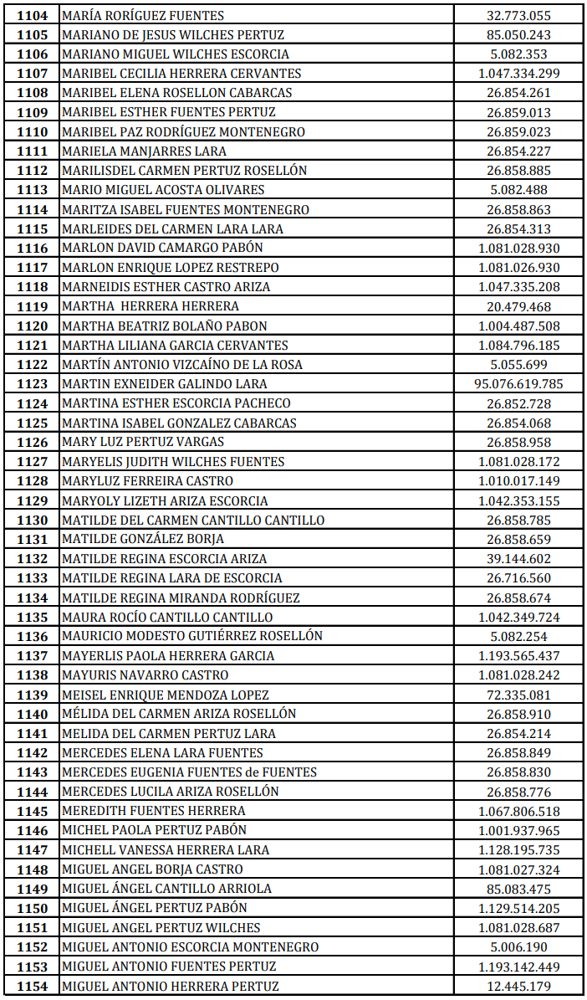 1104 MARÍA RORÍGUEZ FUENTES 32.773.055
1105 MARIANO DE JESUS WILCHES PERTUZ 85.050.243
1106 MARIANO MIGUEL WILCHES ESCORCIA 5.082.353
1107 MARIBEL CECILIA HERRERA CERVANTES 1.047.334.299
1108 MARIBEL ELENA ROSELLON CABARCAS 26.854.261
1109 MARIBEL ESTHER FUENTES PERTUZ 26.859.013
1110 MARIBEL PAZ RODRÍGUEZ MONTENEGRO 26.859.023
1111 MARIELA MANJARRES LARA 26.854.227
1112 MARILISDEL CARMEN PERTUZ ROSELLÓN 26.858.885
1113 MARIO MIGUEL ACOSTA OLIVARES 5.082.488
1114 MARITZA ISABEL FUENTES MONTENEGRO 26.858.863
1115 MARLEIDES DEL CARMEN LARA LARA 26.854.313
1116 MARLON DAVID CAMARGO PABÓN 1.081.028.930
1117 MARLON ENRIQUE LOPEZ RESTREPO 1.081.026.930
1118 MARNEIDIS ESTHER CASTRO ARIZA 1.047.335.208
1119 MARTHA  HERRERA HERRERA 20.479.468
1120 MARTHA BEATRIZ BOLAÑO PABON 1.004.487.508
1121 MARTHA LILIANA GARCIA CERVANTES 1.084.796.185
1122 MARTÍN ANTONIO VIZCAÍNO DE LA ROSA 5.055.699
1123 MARTIN EXNEIDER GALINDO LARA 95.076.619.785
1124 MARTINA ESTHER ESCORCIA PACHECO 26.852.728
1125 MARTINA ISABEL GONZALEZ CABARCAS 26.854.068
1126 MARY LUZ PERTUZ VARGAS 26.858.958
1127 MARYELIS JUDITH WILCHES FUENTES 1.081.028.172
1128 MARYLUZ FERREIRA CASTRO 1.010.017.149
1129 MARYOLY LIZETH ARIZA ESCORCIA 1.042.353.155
1130 MATILDE DEL CARMEN CANTILLO CANTILLO 26.858.785
1131 MATILDE GONZÁLEZ BORJA 26.858.659
1132 MATILDE REGINA ESCORCIA ARIZA 39.144.602
1133 MATILDE REGINA LARA DE ESCORCIA 26.716.560
1134 MATILDE REGINA MIRANDA RODRÍGUEZ 26.858.674
1135 MAURA ROCÍO CANTILLO CANTILLO 1.042.349.724
1136 MAURICIO MODESTO GUTIÉRREZ ROSELLÓN 5.082.254
1137 MAYERLIS PAOLA HERRERA GARCIA 1.193.565.437
1138 MAYURIS NAVARRO CASTRO 1.081.028.242
1139 MEISEL ENRIQUE MENDOZA LOPEZ 72.335.081
1140 MÉLIDA DEL CARMEN ARIZA ROSELLÓN 26.858.910
1141 MELIDA DEL CARMEN PERTUZ LARA 26.854.214
1142 MERCEDES ELENA LARA FUENTES 26.858.849
1143 MERCEDES EUGENIA FUENTES de FUENTES 26.858.830
1144 MERCEDES LUCILA ARIZA ROSELLÓN 26.858.776
1145 MEREDITH FUENTES HERRERA 1.067.806.518
1146 MICHEL PAOLA PERTUZ PABÓN 1.001.937.965
1147 MICHELL VANESSA HERRERA LARA 1.128.195.735
1148 MIGUEL ANGEL BORJA CASTRO 1.081.027.324
1149 MIGUEL ÁNGEL CANTILLO ARRIOLA 85.083.475
1150 MIGUEL ÁNGEL PERTUZ PABÓN 1.129.514.205
1151 MIGUEL ANGEL PERTUZ WILCHES 1.081.028.687
1152 MIGUEL ANTONIO ESCORCIA MONTENEGRO 5.006.190
1153 MIGUEL ANTONIO FUENTES PERTUZ 1.193.142.449
1154 MIGUEL ANTONIO HERRERA PERTUZ 12.445.179